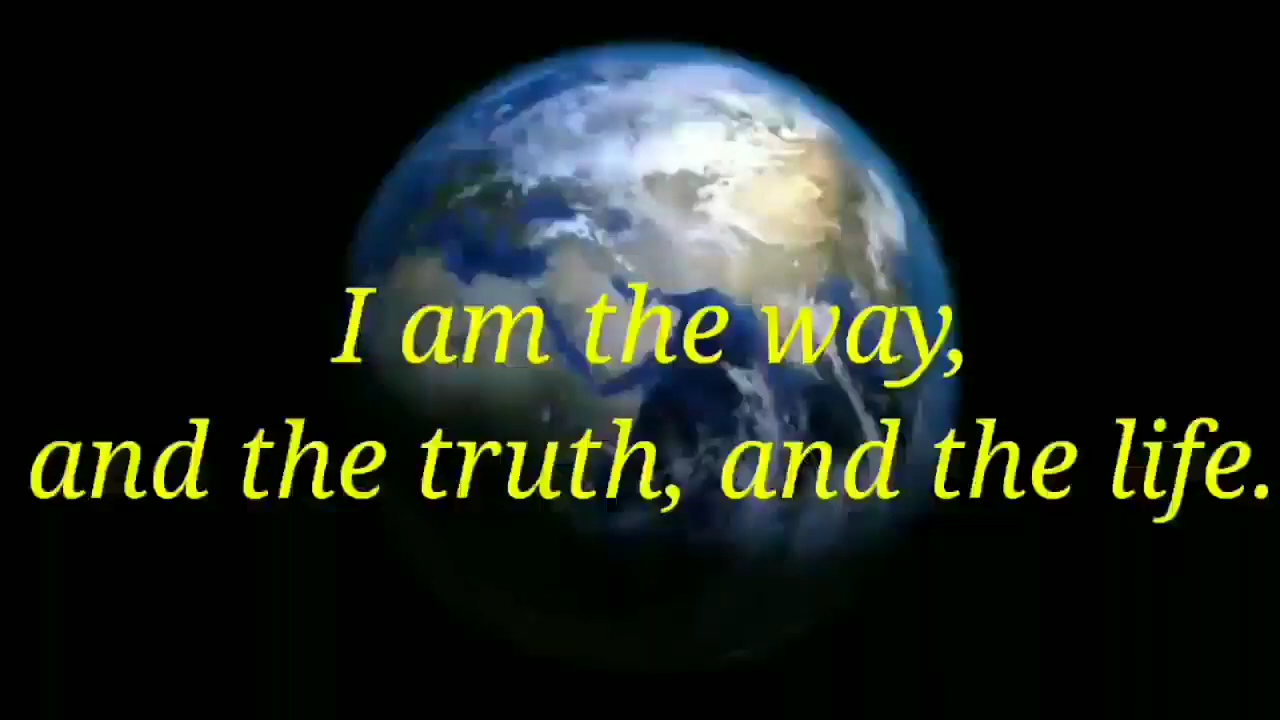 I am the way,
and the truth, and the life.